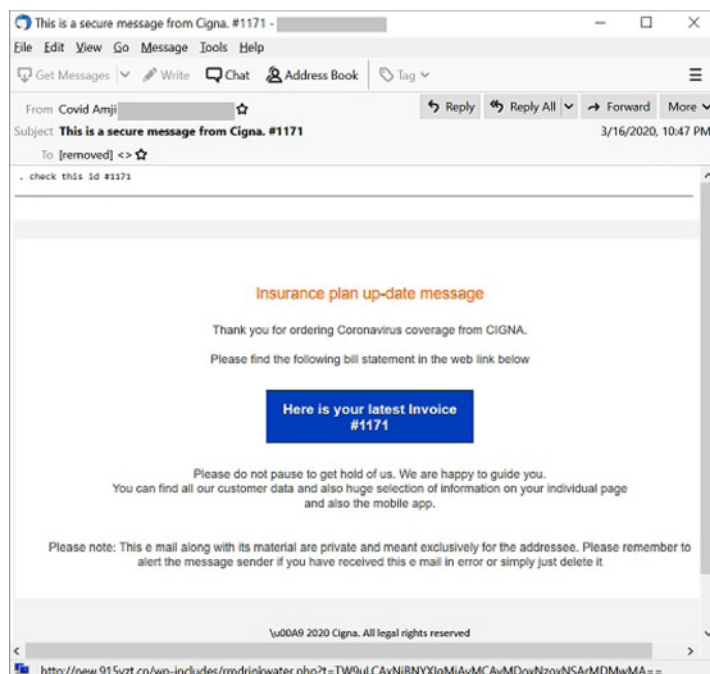 This is a secure message from Cigna. #1171 -
File Edit View Go Message Tools Help
Get Messages Write Chat Address Book Tag
From Covid Amji Reply Reply All Forward More
Subject This is a secure message from Cigna. #1171 3/16/2020, 10:47 PM
To [removed] <>
. check this id #1171
Insurance plan up-date message
Thank you for ordering Coronavirus coverage from CIGNA.
Please find the following bill statement in the web link below
Here is your latest Invoice
#1171
Please do not pause to get hold of us. We are happy to guide you.
You can find all our customer data and also huge selection of information on your individual page
and also the mobile app.
Please note: This e mail along with its material are private and meant exclusively for the addressee. Please remember to
alert the message sender if you have received this e mail in error or simply just delete it
\u00A9 2020 Cigna. All legal rights reserved